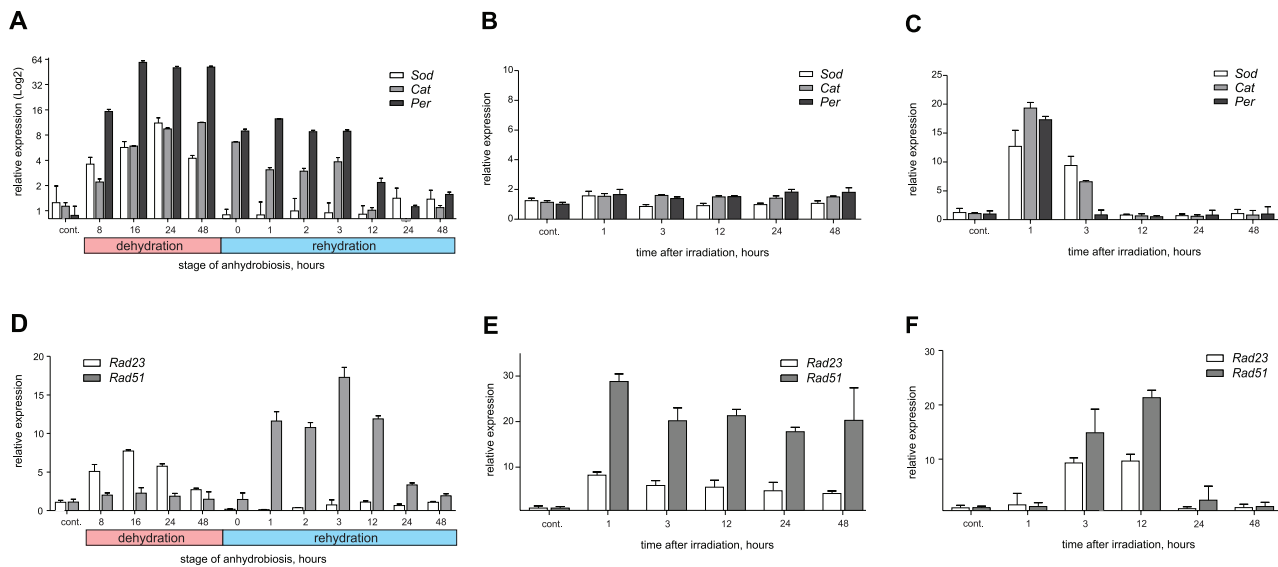 A
relative expression (Log2)
64
32
16
8
4
2
1
Sod
Cat
Per
cont. 8 16 24 48 0 1 2 3 12 24 48
dehydration rehydration
stage of anhydrobiosis, hours
B
relative expression
10
8
6
4
2
0
Sod
Cat
Per
cont. 1 3 12 24 48
time after irradiation, hours
C
relative expression
25
20
15
10
5
0
Sod
Cat
Per
cont. 1 3 12 24 48
time after irradiation, hours
D
relative expression
20
15
10
5
0
Rad23
Rad51
cont. 8 16 24 48 0 1 2 3 12 24 48
dehydration rehydration
stage of anhydrobiosis, hours
E
relative expression
30
20
10
Rad23
Rad51
cont. 1 3 12 24 48
time after irradiation, hours
F
relative expression
30
20
10
Rad23
Rad51
cont. 1 3 12 24 48
time after irradiation, hours